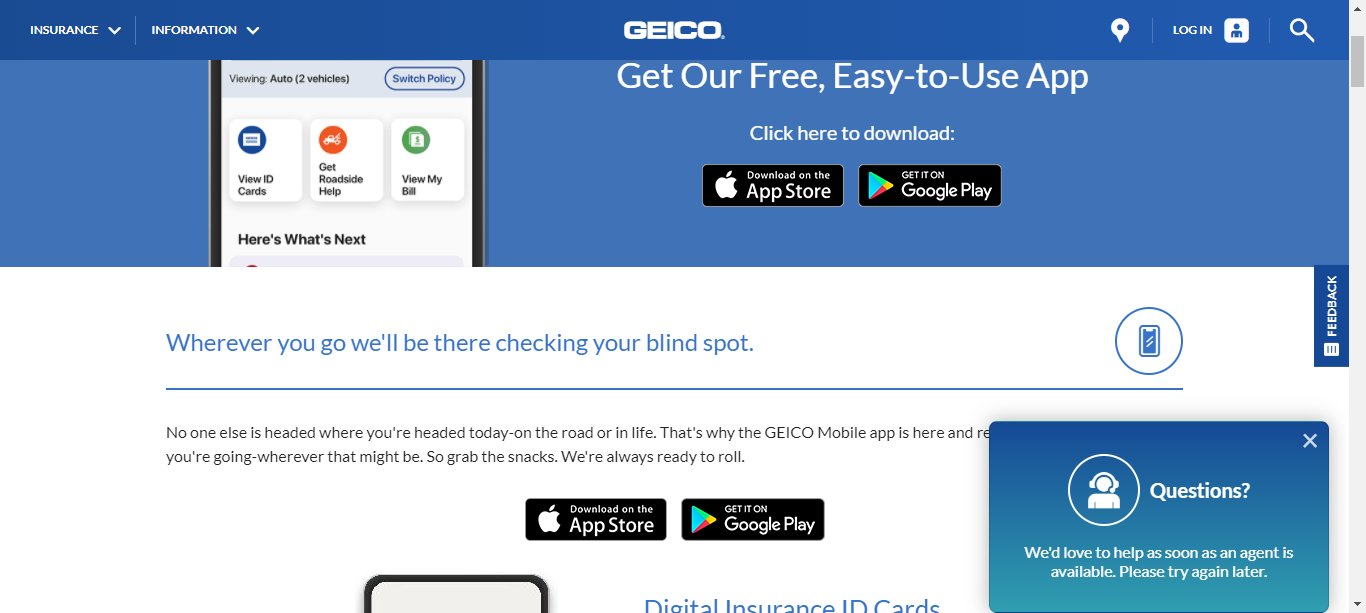 INSURANCE
INFORMATION
GEICO
LOG IN
Viewing: Auto (2 vehicles)
Switch Policy
View ID
Cards
Get
Roadside
Help
View My
Bill
Here's What's Next
Get Our Free, Easy-to-Use App
Click here to download:
Download on the
App Store
GET IT ON
Google Play
FEEDBACK
Wherever you go we'll be there checking your blind spot.
No one else is headed where you're headed today-on the road or in life. That's why the GEICO Mobile app is here and
you're going-wherever that might be. So grab the snacks. We're always ready to roll.
Download on the
App Store
GET IT ON
Google Play
Questions?
We'd love to help as soon as an agent is
available. Please try again later.
Digital Insurance ID Cards